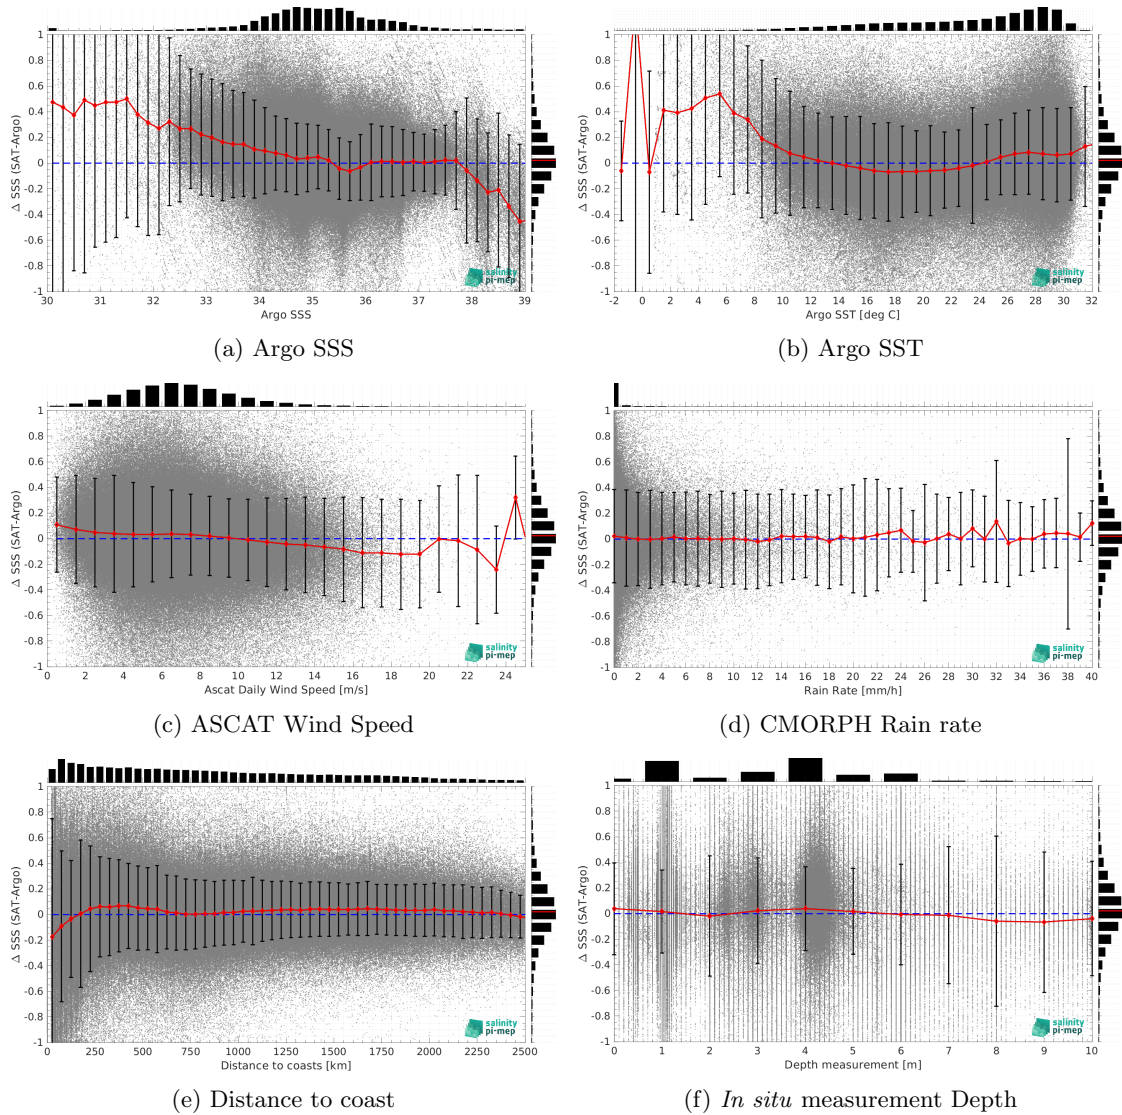 1
0.8
0.6
0.4
0.2
0
-0.2
-0.4
-0.6
-0.8
-1
Δ SSS (SAT-Argo)
30 31 32 33 34 35 36 37 38 39
Argo SSS
salinity
pi-mep
(a) Argo SSS
1
0.8
0.6
0.4
0.2
0
-0.2
-0.4
-0.6
-0.8
-1
Δ SSS (SAT-Argo)
-2 0 2 4 6 8 10 12 14 16 18 20 22 24 26 28 30 32
Argo SST [deg C]
salinity
pi-mep
(b) Argo SST
1
0.8
0.6
0.4
0.2
0
-0.2
-0.4
-0.6
-0.8
-1
Δ SSS (SAT-Argo)
0 2 4 6 8 10 12 14 16 18 20 22 24
Ascat Daily Wind Speed [m/s]
salinity
pi-mep
(c) ASCAT Wind Speed
1
0.8
0.6
0.4
0.2
0
-0.2
-0.4
-0.6
-0.8
-1
Δ SSS (SAT-Argo)
0 2 4 6 8 10 12 14 16 18 20 22 24 26 28 30 32 34 36 38 40
Rain Rate [mm/h]
salinity
pi-mep
(d) CMORPH Rain rate
1
0.8
0.6
0.4
0.2
0
-0.2
-0.4
-0.6
-0.8
-1
Δ SSS (SAT-Argo)
0 250 500 750 1000 1250 1500 1750 2000 2250 2500
Distance to coasts [km]
salinity
pi-mep
(e) Distance to coast
1
0.8
0.6
0.4
0.2
0
-0.2
-0.4
-0.6
-0.8
-1
Δ SSS (SAT-Argo)
0 1 2 3 4 5 6 7 8 9 10
Depth measurement [m]
salinity
pi-mep
(f) In situ measurement Depth